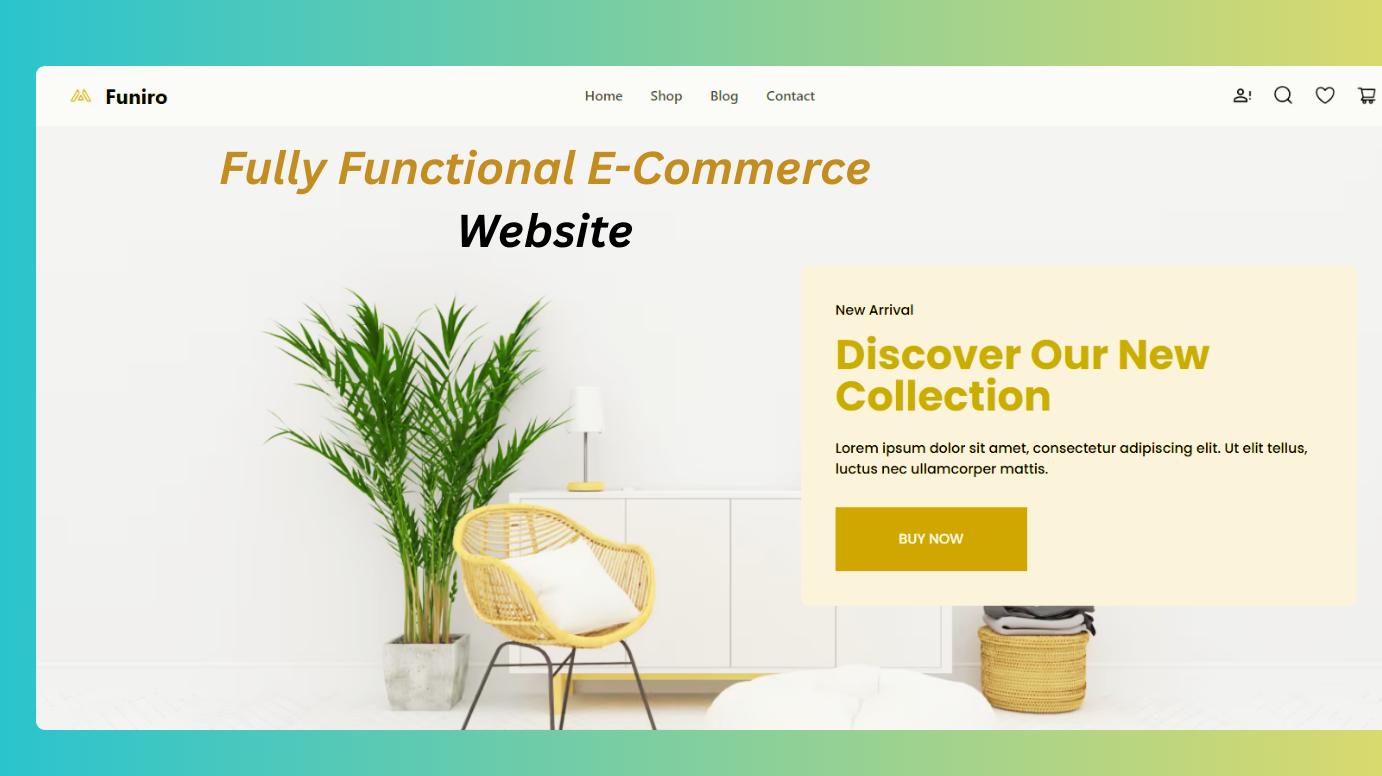 Funiro
Home Shop Blog Contact
Fully Functional E-Commerce
Website
New Arrival
Discover Our New
Collection
Lorem ipsum dolor sit amet, consectetur adipiscing elit. Ut elit tellus,
luctus nec ullamcorper mattis.
BUY NOW